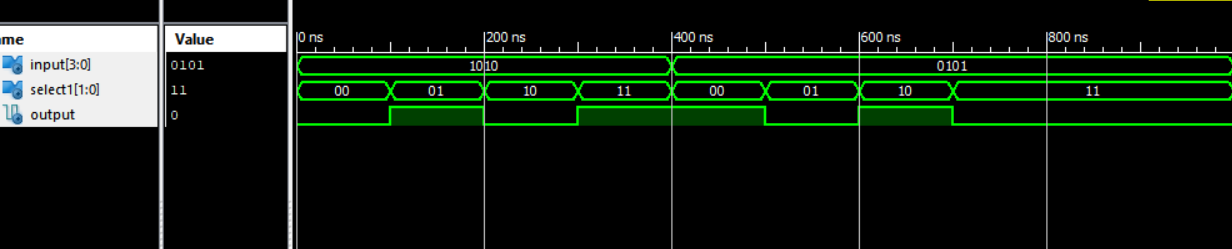 me Value 0 ns 200 ns 400 ns 600 ns 800 ns
input[3:0] 0101 1010 0101
select1[1:0] 11 00 01 10 11 00 01 10 11
output 0